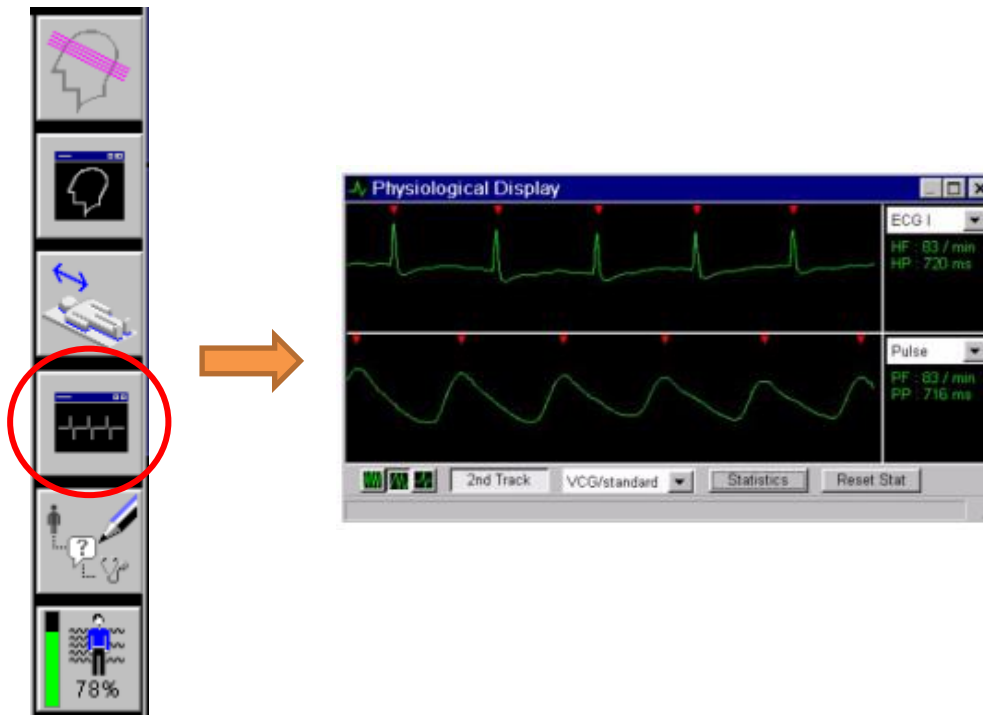 ?
78%
Physiological Display
ECG I
HF : 83 / min
HP : 720 ms
Pulse
PF : 83 / min
PP : 716 ms
2nd Track
VCG/standard
Statistics
Reset Stat